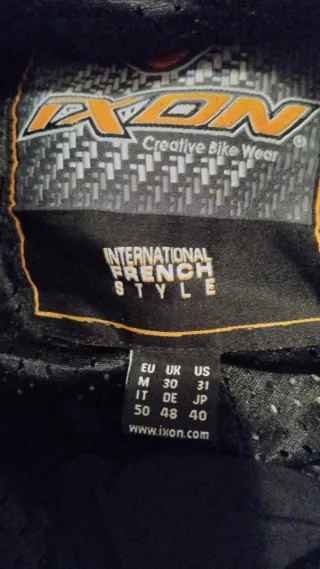 IXON®
Creative Bike Wear
INTERNATIONAL
FRENCH
STYLE
EU UK US
M 30 31
IT DE JP
50 48 40
www.ixon.com